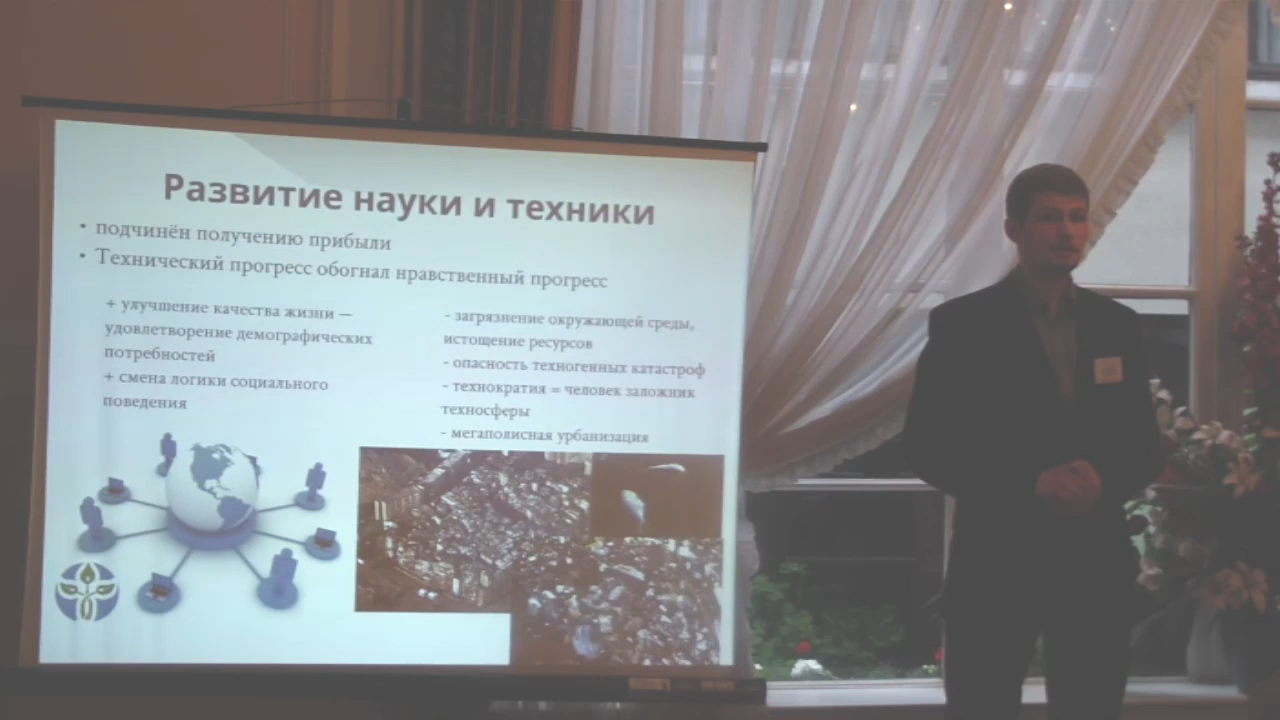 Развитие науки и техники
• подчинён получению прибыли
• Технический прогресс обогнал нравственный прогресс
+ улучшение качества жизни —
удовлетворение демографических
потребностей
+ смена логики социального
поведения
- загрязнение окружающей среды,
истощение ресурсов
- опасность техногенных катастроф
- технократия = человек заложник
техносферы
- мегаполисная урбанизация